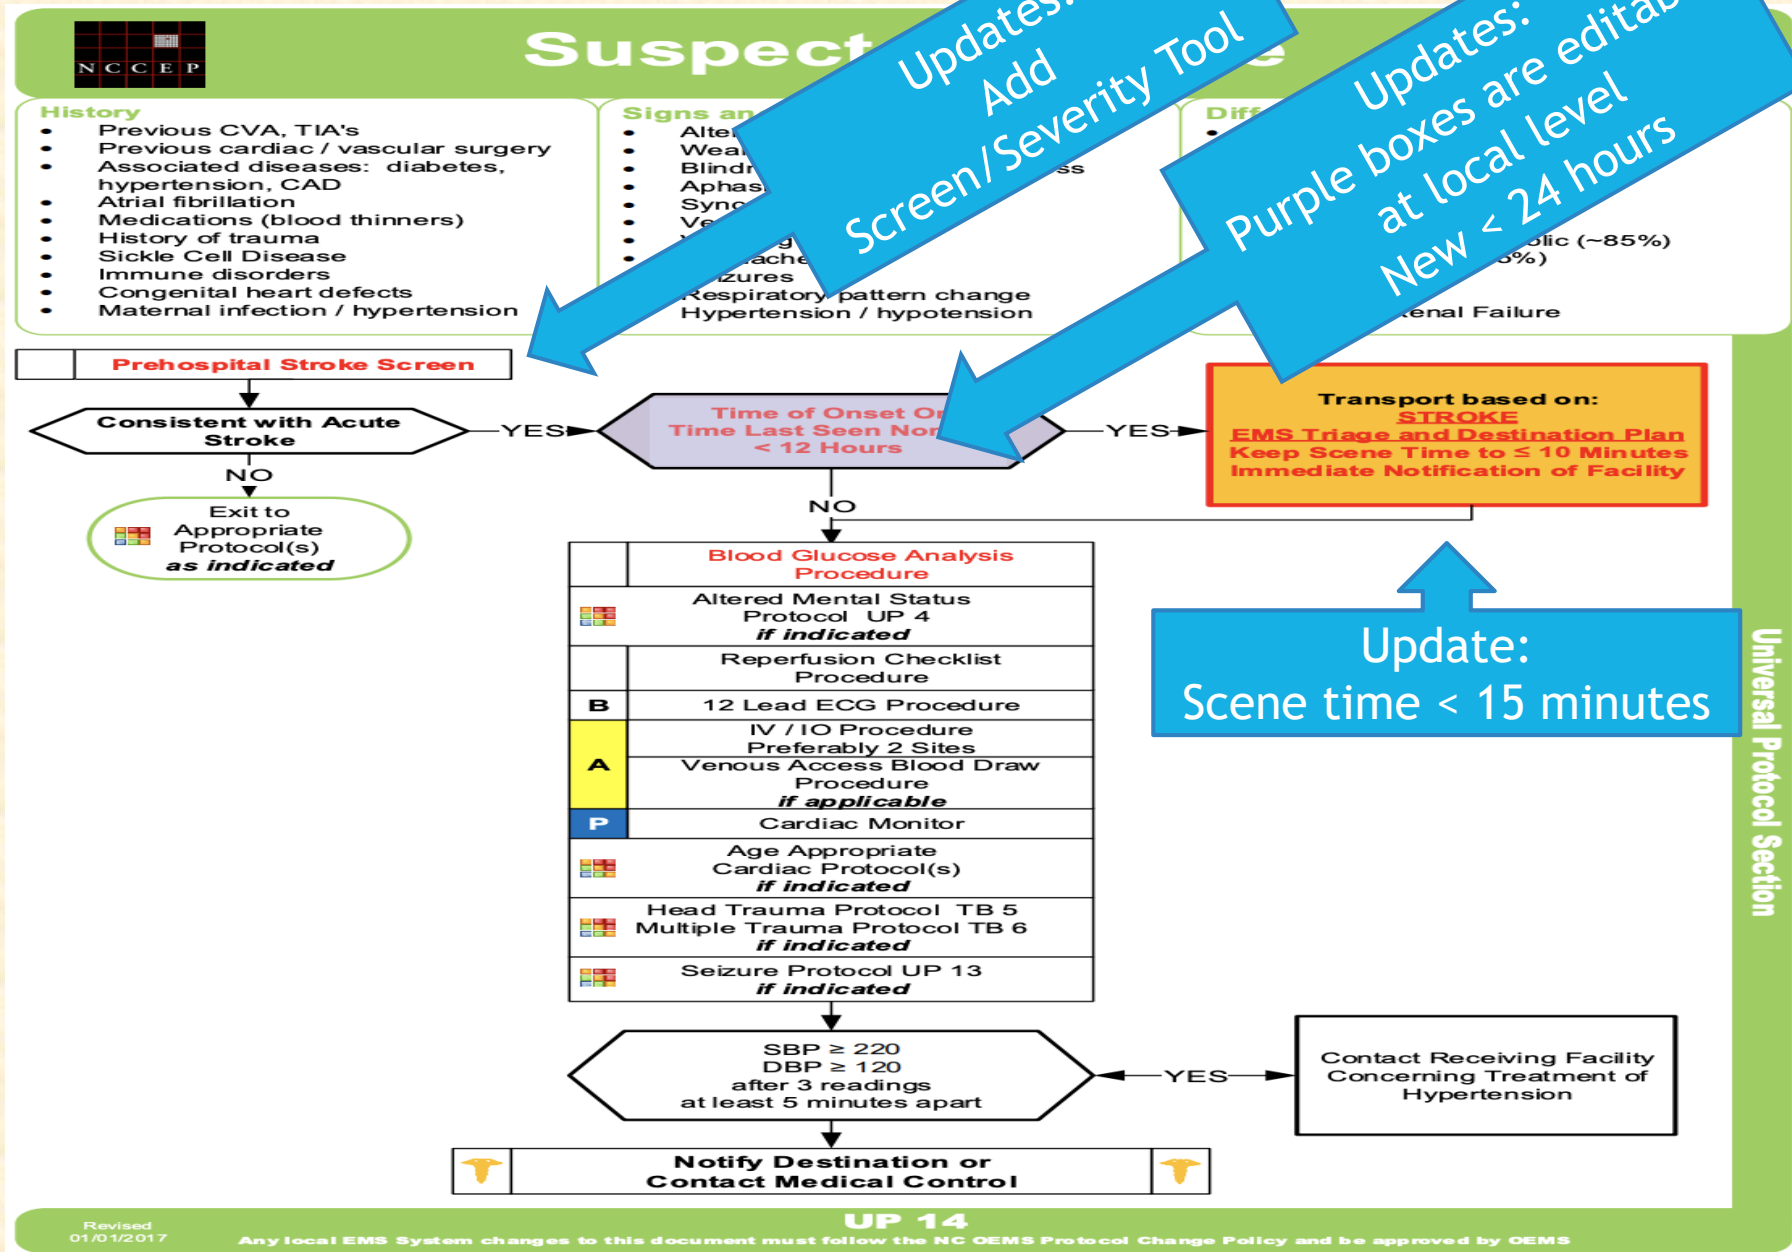 NCCEP
Suspect
Updates:
Add
Screen/Severity Tool
Updates:
Purple boxes are
at local level
New < 24 hours
History
• Previous CVA, TIA's
• Previous cardiac / vascular surgery
• Associated diseases: diabetes,
hypertension, CAD
• Atrial fibrillation
• Medications (blood thinners)
• History of trauma
• Sickle Cell Disease
• Immune disorders
• Congenital heart defects
• Maternal infection / hypertension
Signs
•
•
•
•
•
•
•
•
•
Respiratory pattern change
Hypertension / hypotension
•
(~85%)
Renal Failure
Prehospital Stroke Screen
Consistent with Acute
Stroke
YES
NO
Exit to
Appropriate
Protocol(s)
as indicated
Time of Onset Or
Time Last Seen
< 12 Hours
YES
NO
Transport based on:
STROKE
EMS Triage and Destination Plan
Keep Scene Time to ≤ 10 Minutes
Immediate Notification of Facility
Update:
Scene time < 15 minutes
Blood Glucose Analysis
Procedure
Altered Mental Status
Protocol UP 4
if indicated
Reperfusion Checklist
Procedure
B 12 Lead ECG Procedure
A
IV / IO Procedure
Preferably 2 Sites
Venous Access Blood Draw
Procedure
if applicable
P Cardiac Monitor
Age Appropriate
Cardiac Protocol(s)
if indicated
Head Trauma Protocol TB 5
Multiple Trauma Protocol TB 6
if indicated
Seizure Protocol UP 13
if indicated
SBP ≥ 220
DBP ≥ 120
after 3 readings
at least 5 minutes apart
YES
Contact Receiving Facility
Concerning Treatment of
Hypertension
Notify Destination or
Contact Medical Control
Universal Protocol Section
Revised
01/01/2017
UP 14
Any local EMS System changes to this document must follow the NC OEMS Protocol Change Policy and be approved by OEMS